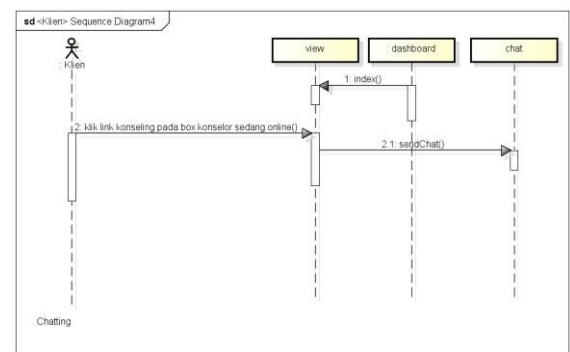 sd <Klien> Sequence Diagram4
: Klien
view
: dashboard
chat
1: index()
2: klik link konseling pada box konselor sedang online()
2.1: sendChat()
Chatting